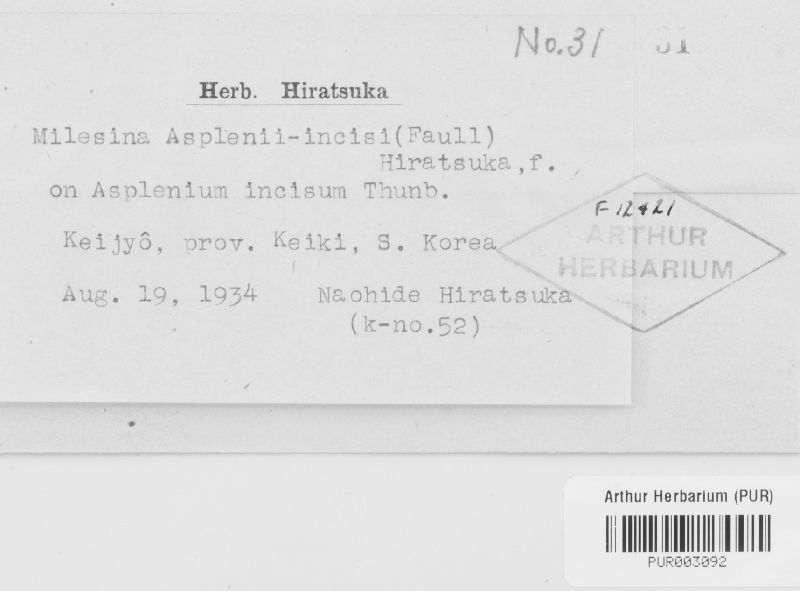 No.31 31
Herb. Hiratsuka
Milesina Asplenii-incisi(Faull)
Hiratsuka,f.
on Asplenium incisum Thunb.
F 12421
Keijyô, prov. Keiki, S. Korea
ARTHUR
HERBARIUM
Aug. 19, 1934 Naohide Hiratsuka
(k-no.52)
Arthur Herbarium (PUR)
PUR003092